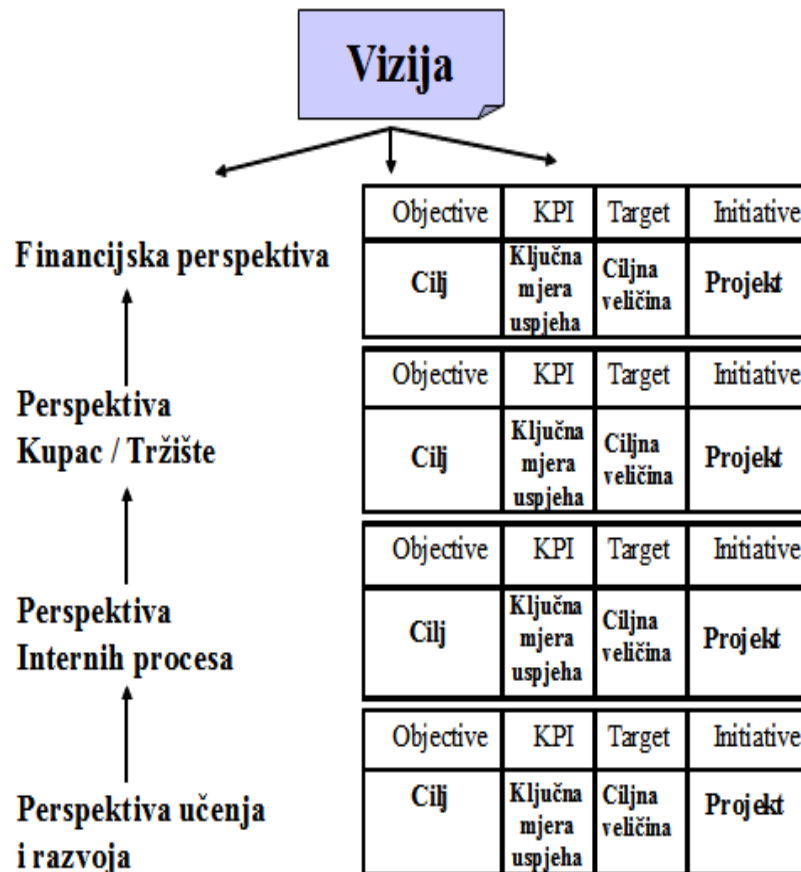 Vizija
Objective KPI Target Initiative
Financijska perspektiva
Cilj
Ključna
mjera
uspjeha
Ciljna
veličina
Projekt
Objective KPI Target Initiative
Perspektiva
Kupac / Tržište
Cilj
Ključna
mjera
uspjeha
Ciljna
veličina
Projekt
Objective KPI Target Initiative
Perspektiva
Internih procesa
Cilj
Ključna
mjera
uspjeha
Ciljna
veličina
Projekt
Objective KPI Target Initiative
Perspektiva učenja
i razvoja
Cilj
Ključna
mjera
uspjeha
Ciljna
veličina
Projekt